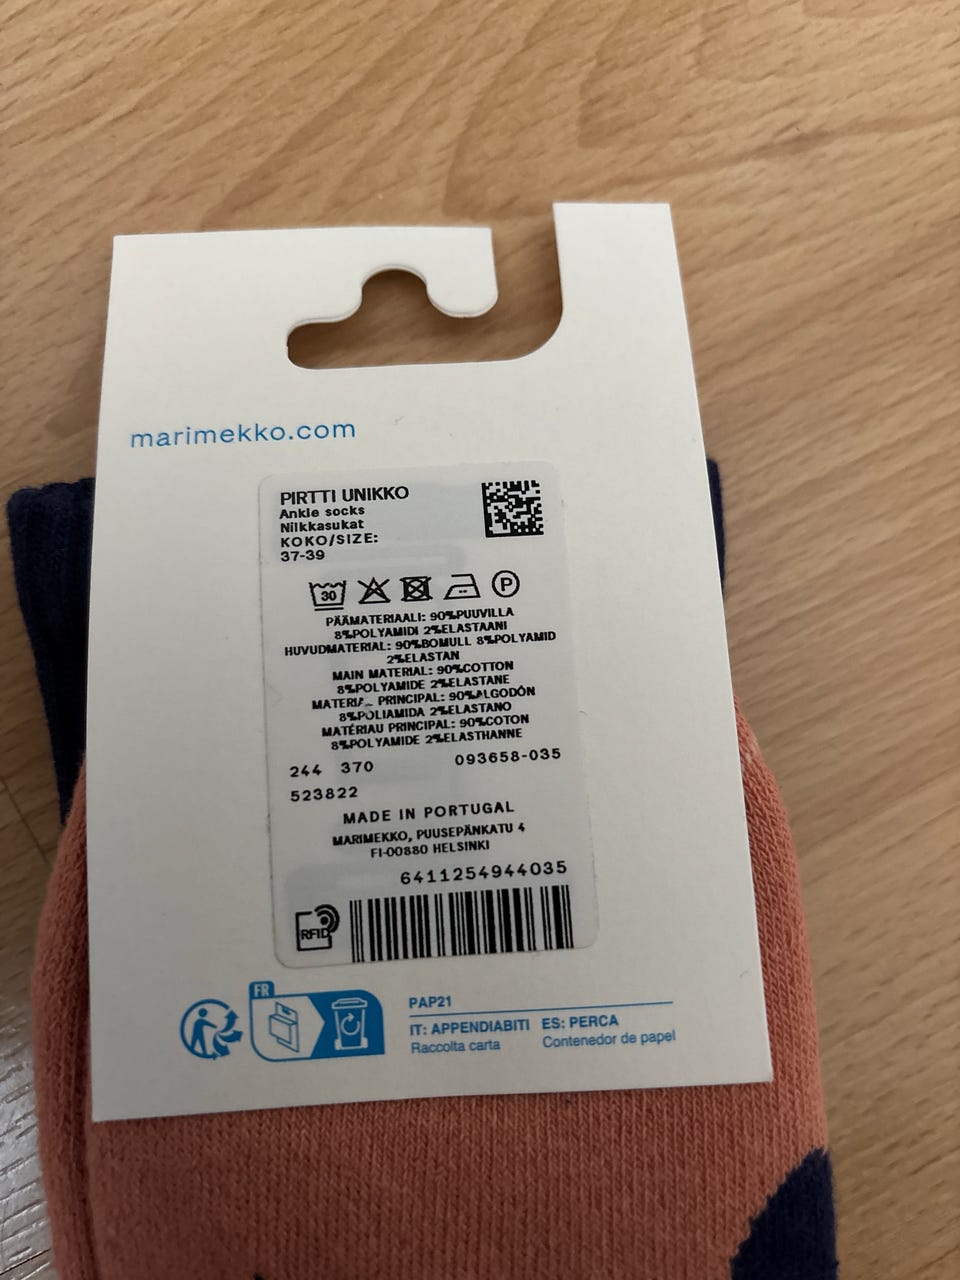 marimekko.com
PIRTTI UNIKKO
Ankle socks
Nilkkasukat
KOKO/SIZE:
37-39
30
P
PÄÄMATERIAALI: 90%PUUVILLA
8%POLYAMIDI 2%ELASTAANI
HUVUDMATERIAL: 90%BOMULL 8%POLYAMID
2%ELASTAN
MAIN MATERIAL: 90%COTTON
8%POLYAMIDE 2%ELASTANE
MATERIAL PRINCIPAL: 90%ALGODÓN
8%POLIAMIDA 2%ELASTANO
MATÉRIAU PRINCIPAL: 90%COTON
8%POLYAMIDE 2%ELASTHANNE
244 370 093658-035
523822
MADE IN PORTUGAL
MARIMEKKO, PUUSEPÄNKATU 4
FI-00880 HELSINKI
6411254944035
RFID
FR
PAP21
IT: APPENDIABITI ES: PERCA
Raccolta carta Contenedor de papel